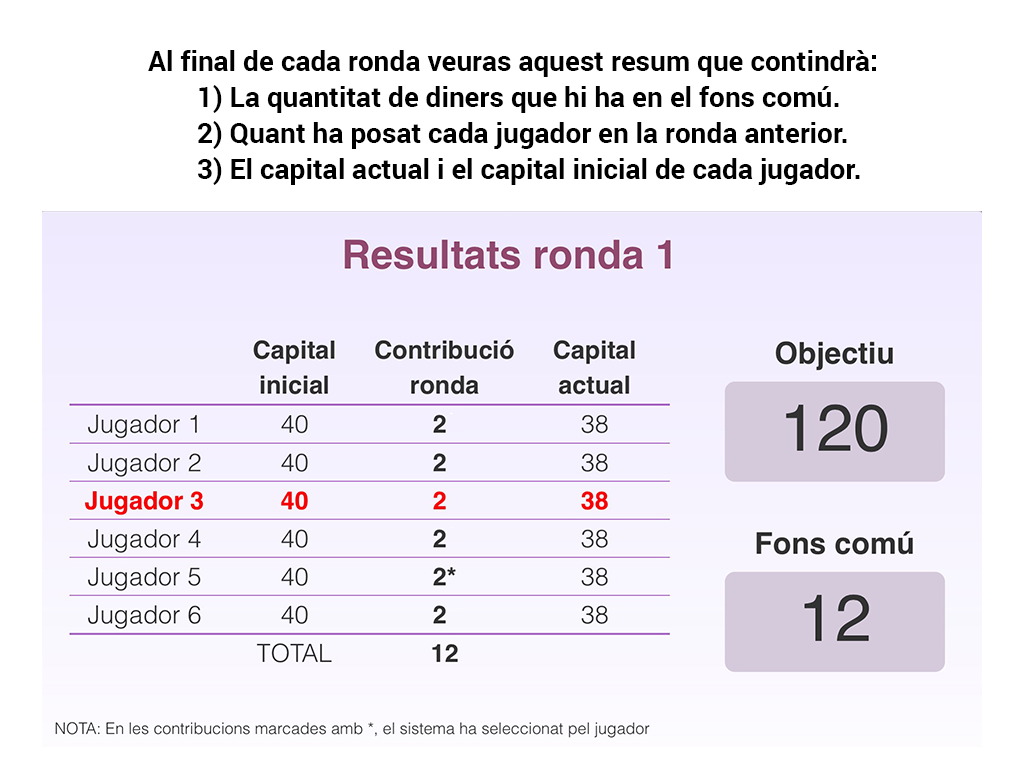 Al final de cada ronda veuras aquest resum que contindrà:
1) La quantitat de diners que hi ha en el fons comú.
2) Quant ha posat cada jugador en la ronda anterior.
3) El capital actual i el capital inicial de cada jugador.
Resultats ronda 1
Capital inicial Contribució ronda Capital actual
Jugador 1 40 2 38
Jugador 2 40 2 38
Jugador 3 40 2 38
Jugador 4 40 2 38
Jugador 5 40 2* 38
Jugador 6 40 2 38
TOTAL 12
Objectiu
120
Fons comú
12
NOTA: En les contribucions marcades amb *, el sistema ha seleccionat pel jugador